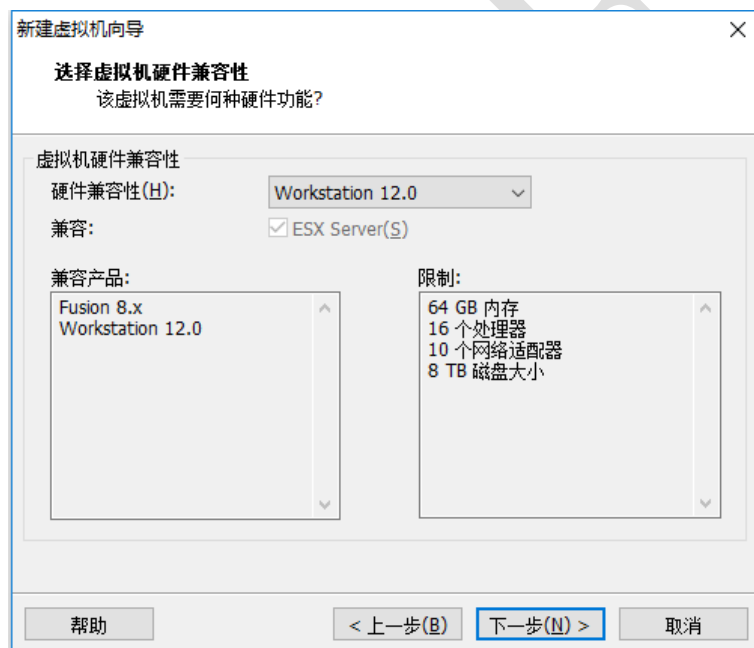 新建虚拟机向导
选择虚拟机硬件兼容性
该虚拟机需要何种硬件功能?
虚拟机硬件兼容性
硬件兼容性(H):
Workstation 12.0
兼容:
ESX Server(S)
兼容产品:
Fusion 8.x
Workstation 12.0
限制:
64 GB 内存
16 个处理器
10 个网络适配器
8 TB 磁盘大小
帮助
< 上一步(B)
下一步(N) >
取消